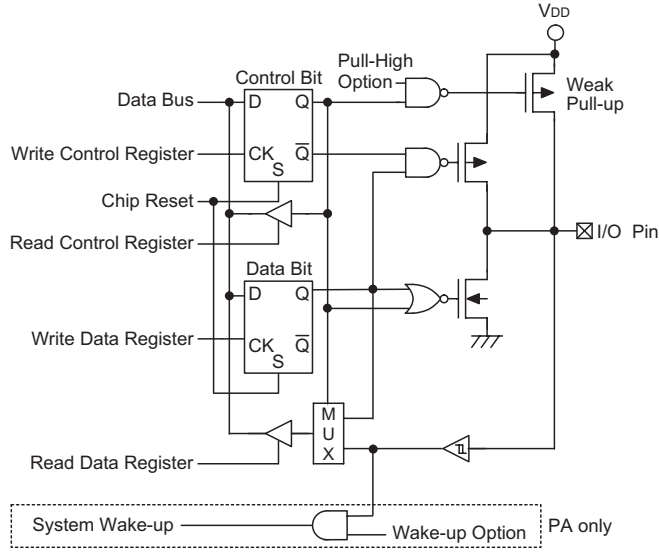 VDD
Pull-High
Option
Control Bit
Weak
Pull-up
Data Bus
D
Q
Write Control Register
CK
Q
S
Chip Reset
I/O Pin
Read Control Register
Data Bit
D
Q
Write Data Register
CK
Q
S
M
U
X
Read Data Register
System Wake-up
Wake-up Option
PA only